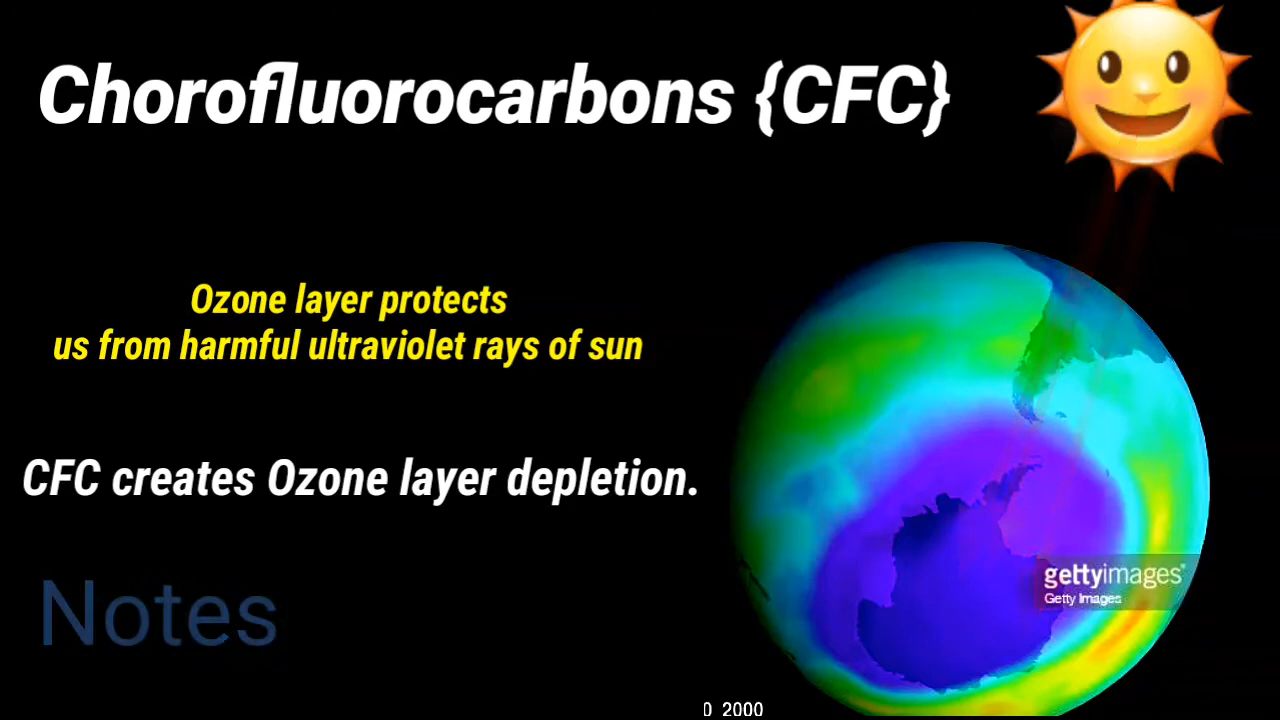 Chorofluorocarbons {CFC}
Ozone layer protects
us from harmful ultraviolet rays of sun
CFC creates Ozone layer depletion.
gettyimages®
Getty Images
Notes
0 2000